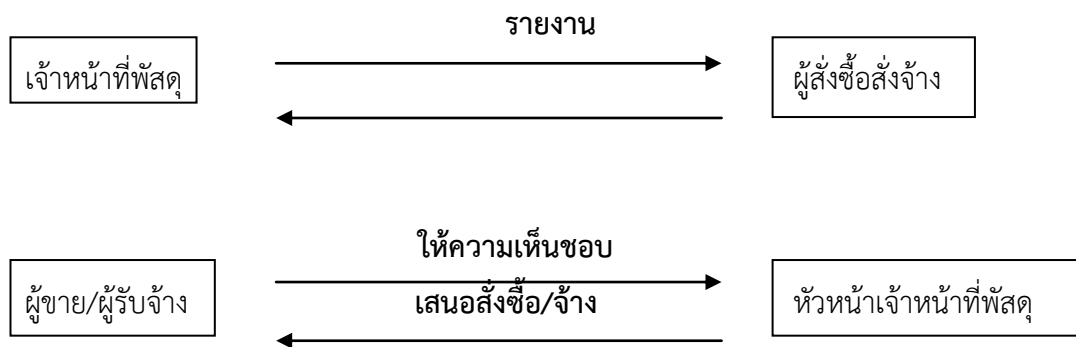 รายงาน
เจ้าหน้าที่พัสดุ
ผู้สั่งซื้อสั่งจ้าง
ให้ความเห็นชอบ
ผู้ขาย/ผู้รับจ้าง
เสนอสั่งซื้อ/จ้าง
หัวหน้าเจ้าหน้าที่พัสดุ